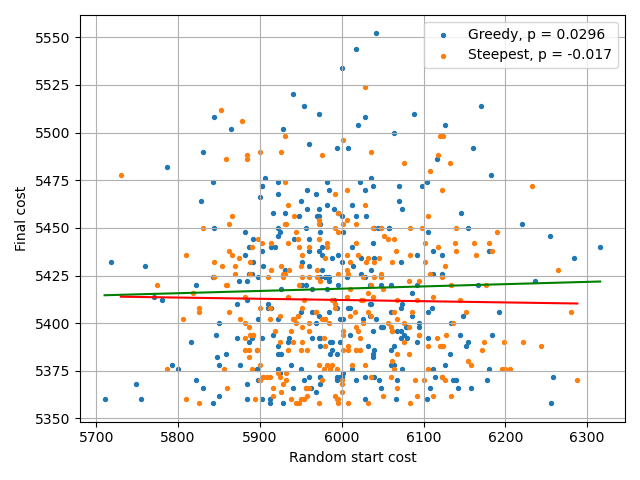 Greedy, p = 0.0296
Steepest, p = -0.017
Final cost
5550
5525
5500
5475
5450
5425
5400
5375
5350
5700 5800 5900 6000 6100 6200 6300
Random start cost